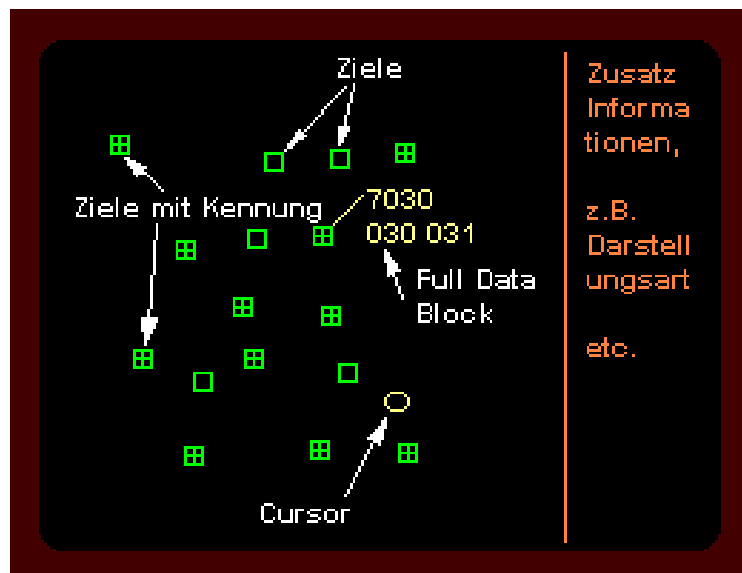 Ziele
Ziele mit Kennung
7030
030 031
Full Data
Block
Cursor
Zusatz
Informa
tionen,
z.B.
Darstell
ungsart
etc.